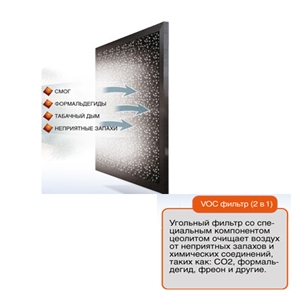 СМОГ
ФОРМАЛЬДЕГИДЫ
ТАБАЧНЫЙ ДЫМ
НЕПРИЯТНЫЕ ЗАПАХИ
VOC фильтр (2 в 1)
Угольный фильтр со спе-
циальным компонентом
цеолитом очищает воздух
от неприятных запахов и
химических соединений,
таких как: СО2, формаль-
дегид, фреон и другие.